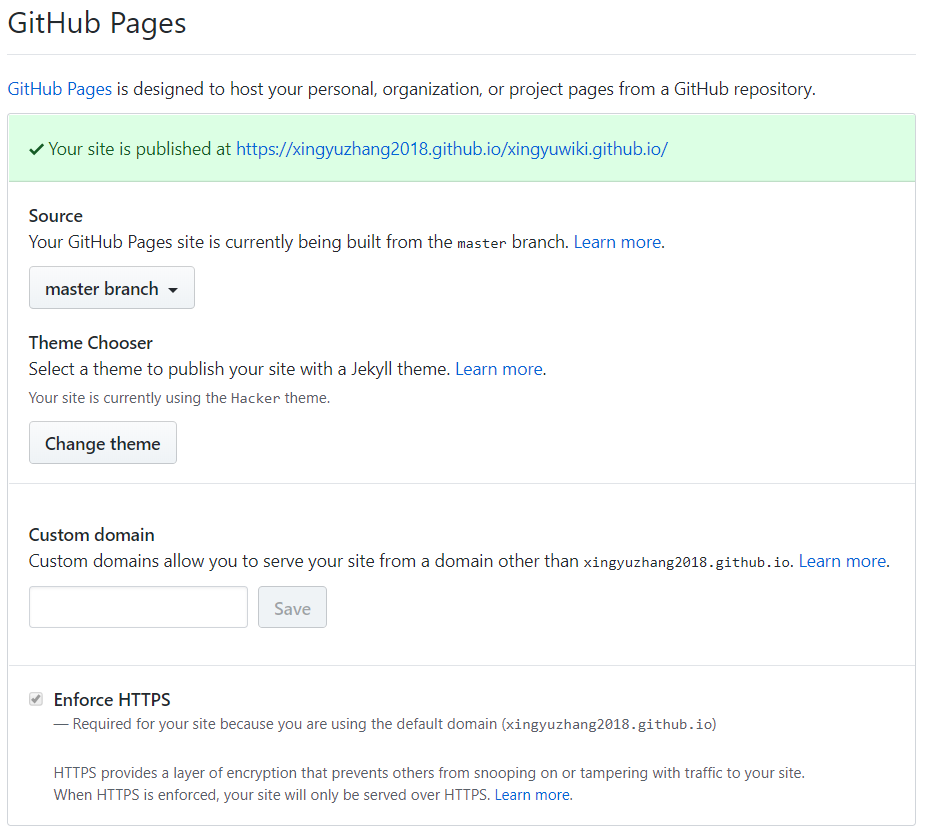 GitHub Pages
GitHub Pages is designed to host your personal, organization, or project pages from a GitHub repository.
Your site is published at https://xingyuzhang2018.github.io/xingyuwiki.github.io/
Source
Your GitHub Pages site is currently being built from the master branch. Learn more.
master branch
Theme Chooser
Select a theme to publish your site with a Jekyll theme. Learn more.
Your site is currently using the Hacker theme.
Change theme
Custom domain
Custom domains allow you to serve your site from a domain other than xingyuzhang2018.github.io. Learn more.
Save
Enforce HTTPS
— Required for your site because you are using the default domain (xingyuzhang2018.github.io)
HTTPS provides a layer of encryption that prevents others from snooping on or tampering with traffic to your site.
When HTTPS is enforced, your site will only be served over HTTPS. Learn more.